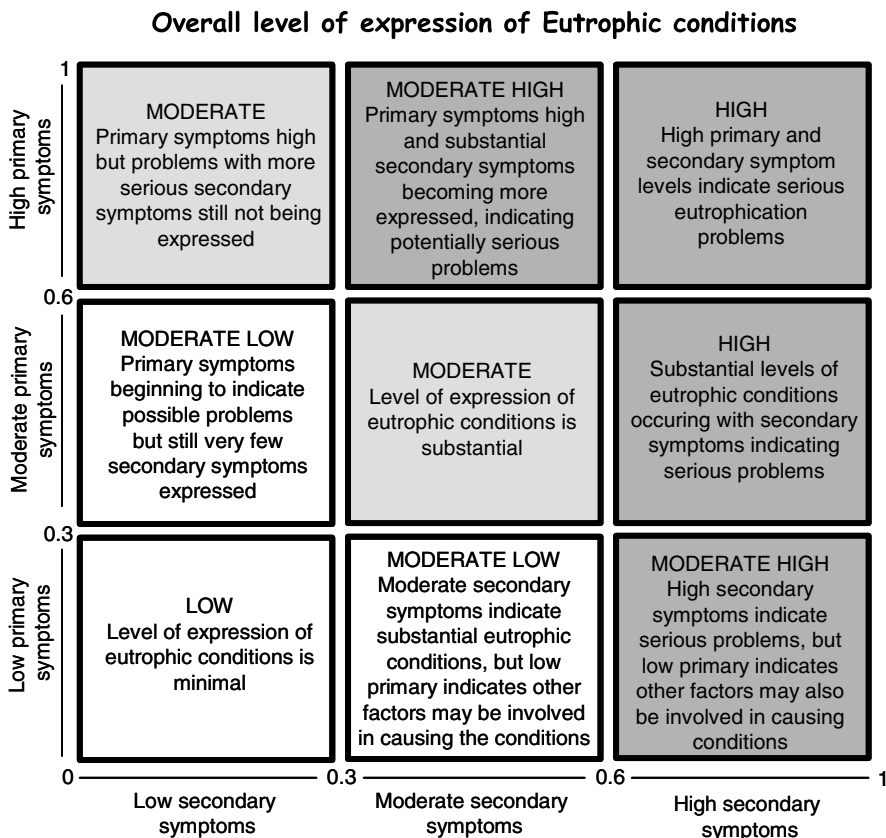 Overall level of expression of Eutrophic conditions
1
High primary
symptoms
MODERATE
Primary symptoms high
but problems with more
serious secondary
symptoms still not being
expressed
MODERATE HIGH
Primary symptoms high
and substantial
secondary symptoms
becoming more
expressed, indicating
potentially serious
problems
HIGH
High primary and
secondary symptom
levels indicate serious
eutrophication
problems
0.6
Moderate primary
symptoms
MODERATE LOW
Primary symptoms
beginning to indicate
possible problems
but still very few
secondary symptoms
expressed
MODERATE
Level of expression of
eutrophic conditions is
substantial
HIGH
Substantial levels of
eutrophic conditions
occuring with secondary
symptoms indicating
serious problems
0.3
Low primary
symptoms
LOW
Level of expression of
eutrophic conditions is
minimal
MODERATE LOW
Moderate secondary
symptoms indicate
substantial eutrophic
conditions, but low
primary indicates other
factors may be involved
in causing the conditions
MODERATE HIGH
High secondary
symptoms indicate
serious problems, but
low primary indicates
other factors may also
be involved in causing
conditions
0
0.3
0.6
1
Low secondary
symptoms
Moderate secondary
symptoms
High secondary
symptoms